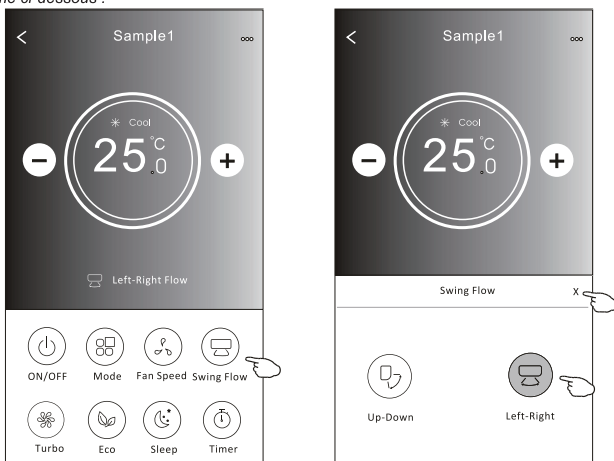 ci-dessous :
Sample1
Cool
25.0 °C
Left-Right Flow
ON/OFF Mode Fan Speed Swing Flow
Turbo Eco Sleep Timer
Sample1
Cool
25.0 °C
Swing Flow X
Up-Down Left-Right